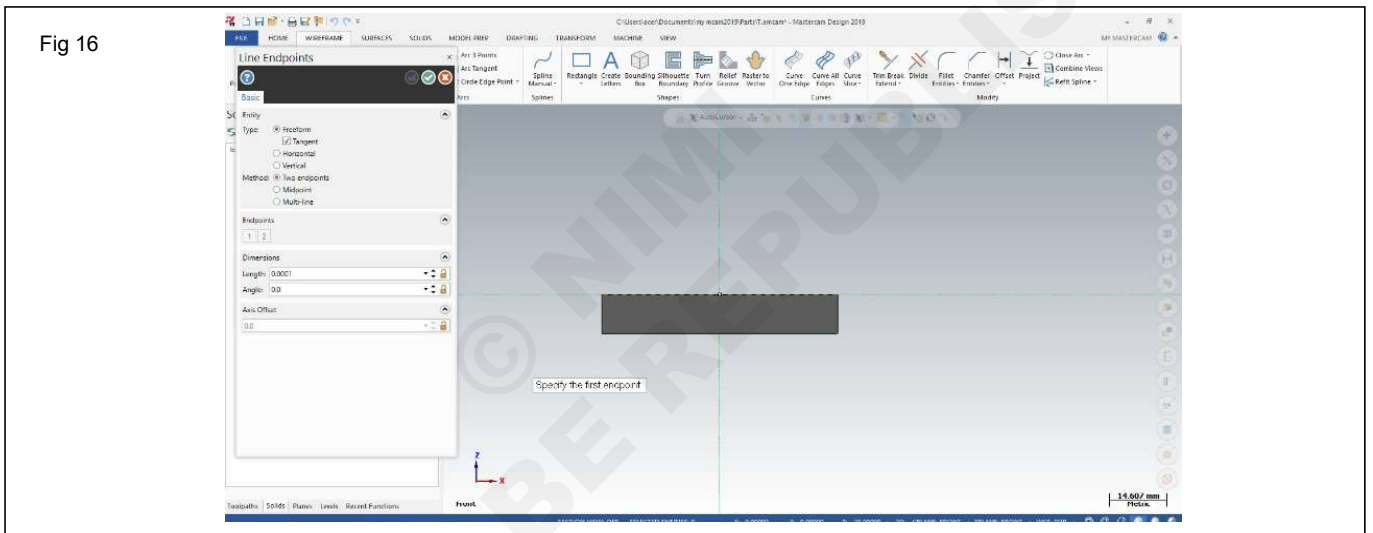 Fig 16
C:\Users\acer\Documents\my mcam2019\Parts\T.emcam* - Mastercam Design 2019
FILE HOME WIREFRAME SURFACES SOLIDS MODEL PREP DRAFTING TRANSFORM MACHINE VIEW MY MASTERCAM
Line Endpoints
Arc 3 Points
Arc Tangent
Circle Edge Point
Arcs
Spline Manual
Splines
Rectangle
Create Letters
Bounding Box
Silhouette Boundary
Turn Profile
Relief Groove
Raster to Vector
Shapes
Curve One Edge
Curve All Edges
Curve Slice
Curves
Trim Break Extend
Divide
Fillet Entities
Chamfer Entities
Offset
Project
Close Arc
Combine Views
Refit Spline
Modify
Basic
AutoCursor
Entity
Type: Freeform
Tangent
Horizontal
Vertical
Method: Two endpoints
Midpoint
Multi-line
Endpoints
1 2
Dimensions
Length: 0.0001
Angle: 0.0
Axis Offset
0.0
Specify the first endpoint
Z
X
Toolpaths Solids Planes Levels Recent Functions
Front
14.607 mm
Metric
© NIMI
BE REPUBLIS